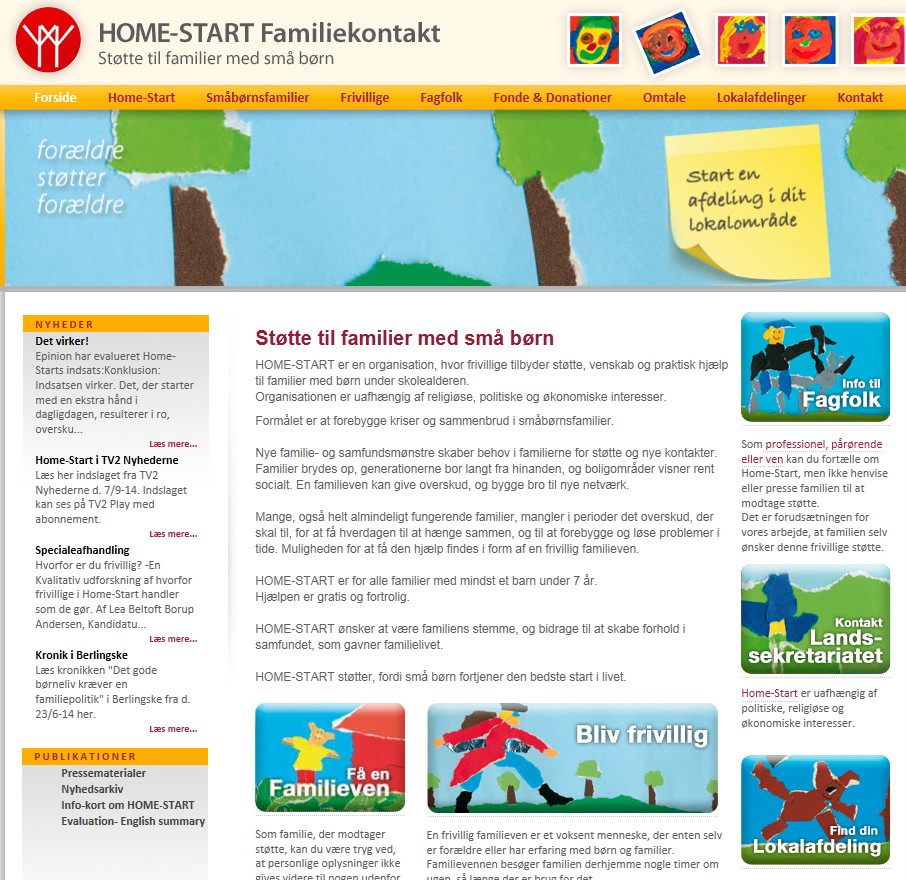 HOME-START Familiekontakt
Støtte til familier med små børn
Forside Home-Start Småbørnsfamilier Frivillige Fagfolk Fonde & Donationer Omtale Lokalafdelinger Kontakt
forældre
støtter
forældre
Start en
afdeling i dit
lokalområde
NYHEDER
Det virker!
Epinion har evalueret Home-
Starts indsats:Konklusion:
Indsatsen virker. Det, der starter
med en ekstra hånd i
dagligdagen, resulterer i ro,
oversku...
Læs mere...
Home-Start i TV2 Nyhederne
Læs her indslaget fra TV2
Nyhederne d. 7/9-14. Indslaget
kan ses på TV2 Play med
abonnement.
Læs mere...
Specialeafhandling
Hvorfor er du frivillig? -En
Kvalitativ udforskning af hvorfor
frivillige i Home-Start handler
som de gør. Af Lea Beltoft Borup
Andersen, Kandidatu...
Læs mere...
Kronik i Berlingske
Læs kronikken "Det gode
børneliv kræver en
familiepolitik" i Berlingske fra d.
23/6-14 her.
Læs mere...
PUBLIKATIONER
Pressematerialer
Nyhedsarkiv
Info-kort om HOME-START
Evaluation- English summary
Støtte til familier med små børn
HOME-START er en organisation, hvor frivillige tilbyder støtte, venskab og praktisk hjælp
til familier med børn under skolealderen.
Organisationen er uafhængig af religiøse, politiske og økonomiske interesser.
Formålet er at forebygge kriser og sammenbrud i småbørnsfamilier.
Nye familie- og samfundsmønstre skaber behov i familierne for støtte og nye kontakter.
Familier brydes op, generationerne bor langt fra hinanden, og boligområder visner rent
socialt. En familieven kan give overskud, og bygge bro til nye netværk.
Mange, også helt almindeligt fungerende familier, mangler i perioder det overskud, der
skal til, for at få hverdagen til at hænge sammen, og til at forebygge og løse problemer i
tide. Muligheden for at få den hjælp findes i form af en frivillig familieven.
HOME-START er for alle familier med mindst et barn under 7 år.
Hjælpen er gratis og fortrolig.
HOME-START ønsker at være familiens stemme, og bidrage til at skabe forhold i
samfundet, som gavner familielivet.
HOME-START støtter, fordi små børn fortjener den bedste start i livet.
Få en
Familieven
Som familie, der modtager
støtte, kan du være tryg ved,
at personlige oplysninger ikke
gives videre til nogen udenfor
Bliv frivillig
En frivillig familieven er et voksent menneske, der enten selv
er forældre eller har erfaring med børn og familier.
Familievennen besøger familien derhjemme nogle timer om
ugen, så længe der er brug for det.
Info til
Fagfolk
Som professionel, pårørende
eller ven kan du fortælle om
Home-Start, men ikke henvise
eller presse familien til at
modtage støtte.
Det er forudsætningen for
vores arbejde, at familien selv
ønsker denne frivillige støtte.
Kontakt
Lands-
sekretariatet
Home-Start er uafhængig af
politiske, religiøse og
økonomiske interesser.
Find din
Lokalafdeling